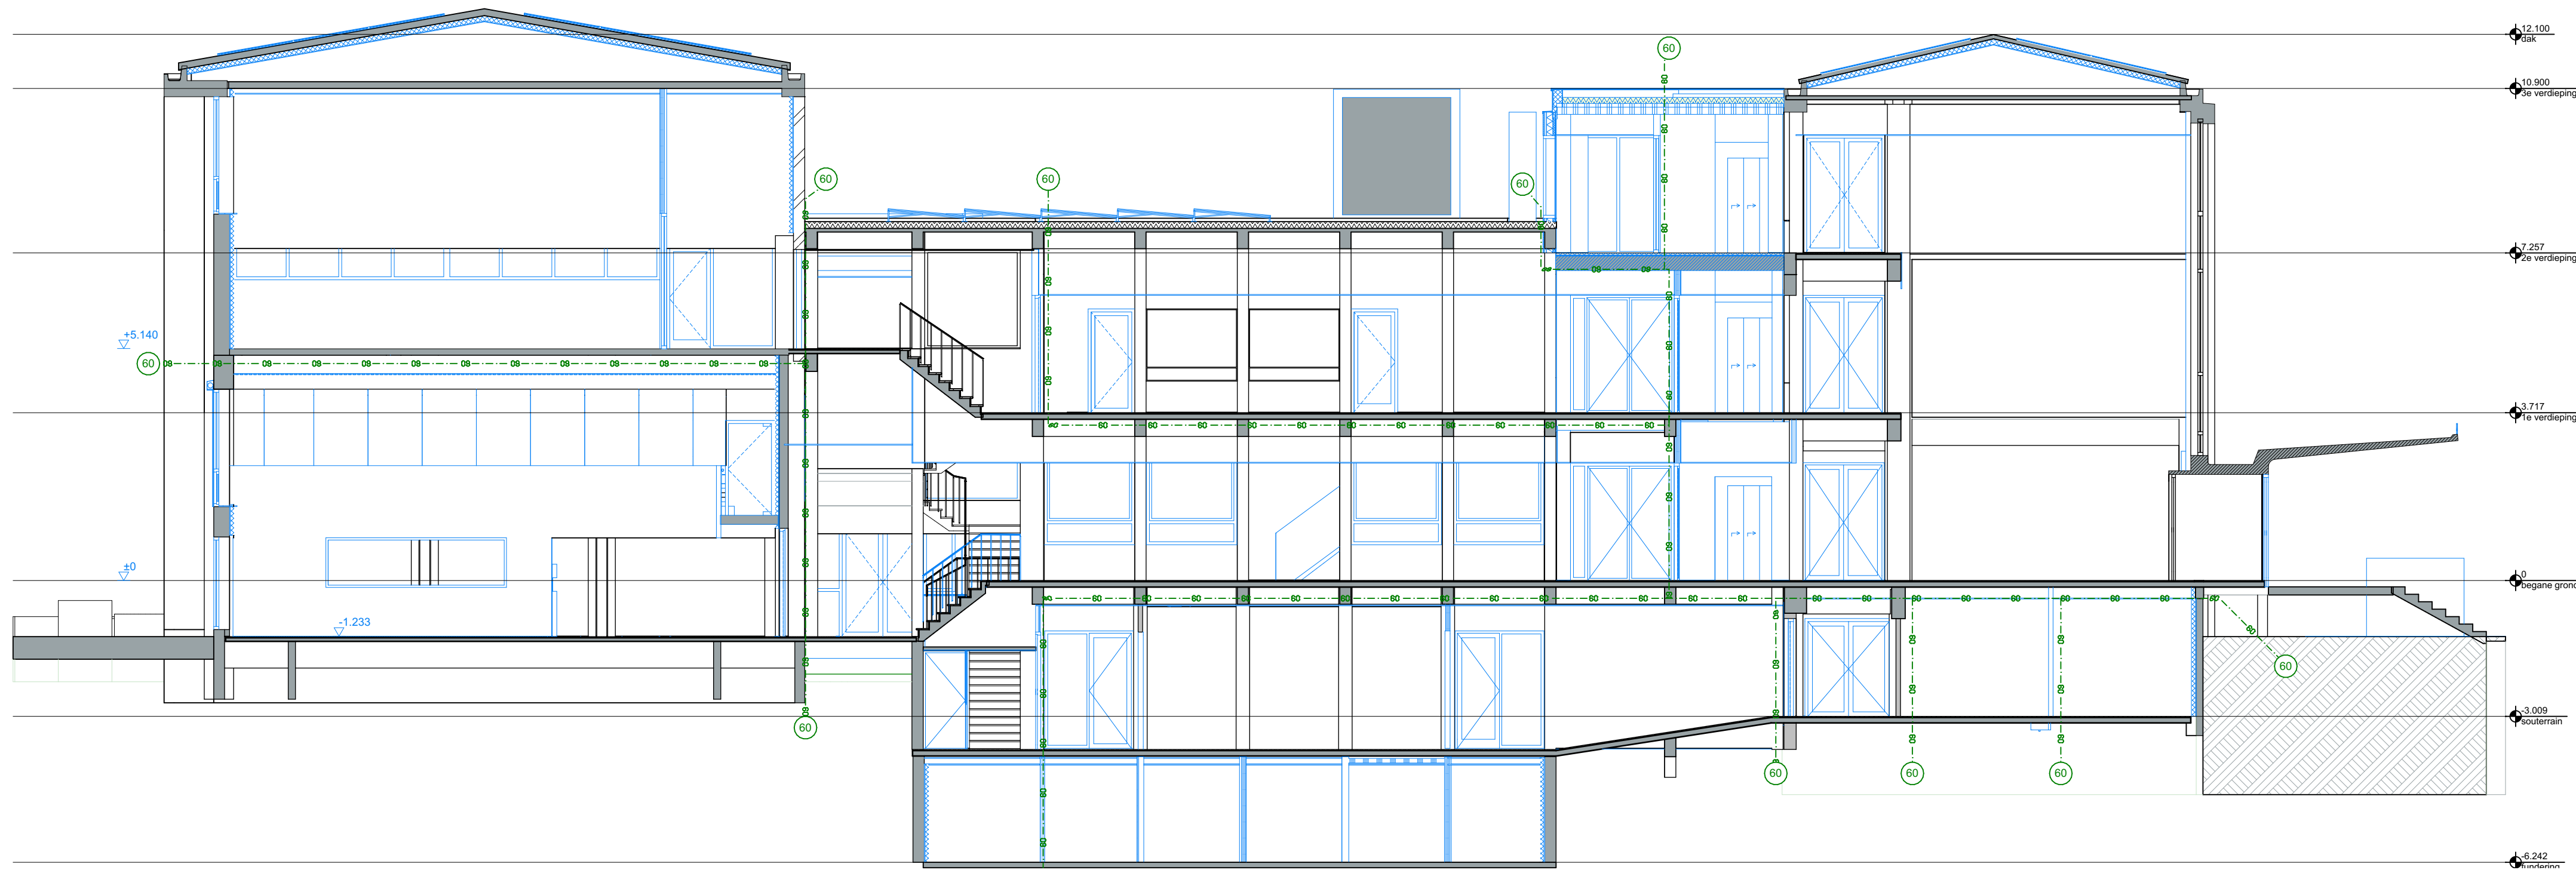 12.100
dak
60
10.900
3e verdieping
60
60
60
7.257
2e verdieping
+5.140
60
3.717
1e verdieping
±0
0
begane grond
-1.233
60
-3.009
souterrain
60
60
60
60
-6.242
fundering